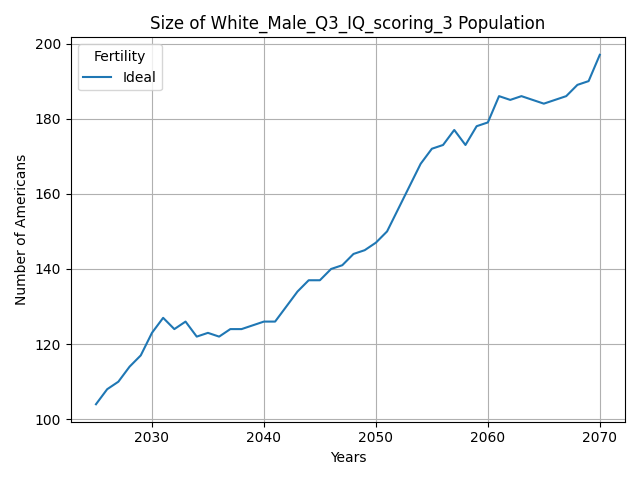 Size of White_Male_Q3_IQ_scoring_3 Population
Fertility
Ideal
Number of Americans
200
180
160
140
120
100
2030 2040 2050 2060 2070
Years